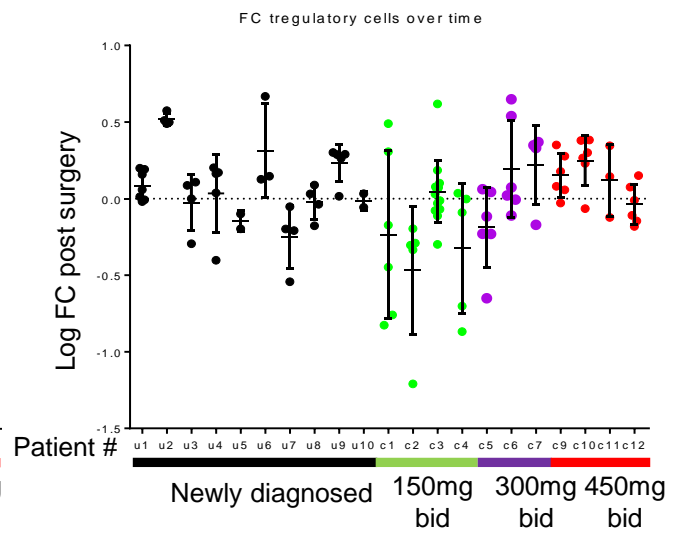 FC tregulatory cells over time
Log FC post surgery
1.0
0.5
0.0
-0.5
-1.0
-1.5
u1 u2 u3 u4 u5 u6 u7 u8 u9 u10 c1 c2 c3 c4 c5 c6 c7 c9 c10 c11 c12
Patient #
Newly diagnosed 150mg bid 300mg bid 450mg bid